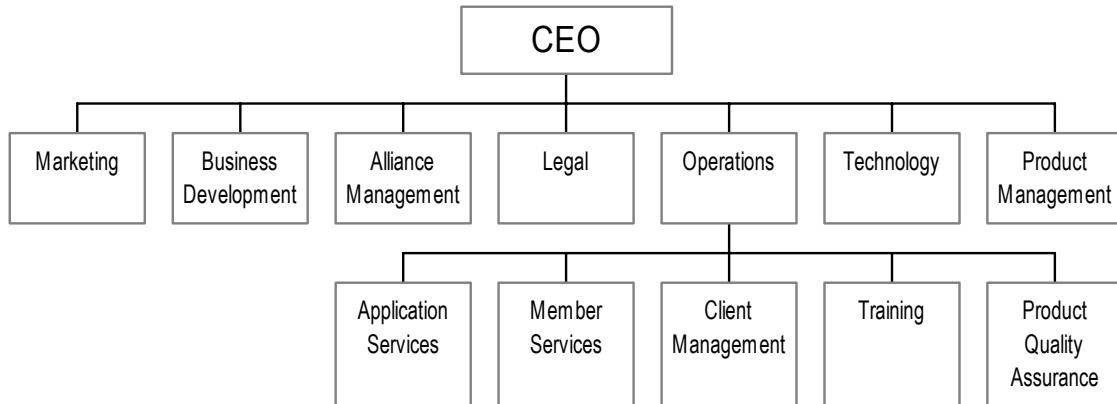 CEO
Marketing
Business
Development
Alliance
Management
Legal
Operations
Technology
Product
Management
Application
Services
Member
Services
Client
Management
Training
Product
Quality
Assurance